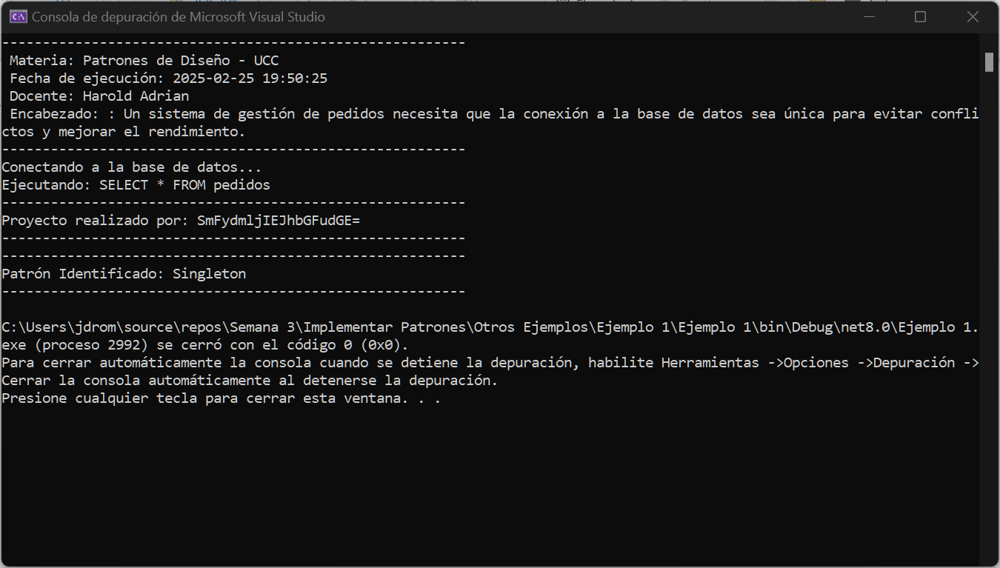 Consola de depuración de Microsoft Visual Studio
---------------------------------------------------------
Materia: Patrones de Diseño - UCC
Fecha de ejecución: 2025-02-25 19:50:25
Docente: Harold Adrian
Encabezado: : Un sistema de gestión de pedidos necesita que la conexión a la base de datos sea única para evitar confli
ctos y mejorar el rendimiento.
---------------------------------------------------------
Conectando a la base de datos...
Ejecutando: SELECT * FROM pedidos
---------------------------------------------------------
Proyecto realizado por: SmFydmljIEJhbGFudGE=
---------------------------------------------------------
---------------------------------------------------------
Patrón Identificado: Singleton
---------------------------------------------------------
C:\Users\jdrom\source\repos\Semana 3\Implementar Patrones\Otros Ejemplos\Ejemplo 1\Ejemplo 1\bin\Debug\net8.0\Ejemplo 1.
exe (proceso 2992) se cerró con el código 0 (0x0).
Para cerrar automáticamente la consola cuando se detiene la depuración, habilite Herramientas ->Opciones ->Depuración ->
Cerrar la consola automáticamente al detenerse la depuración.
Presione cualquier tecla para cerrar esta ventana. . .